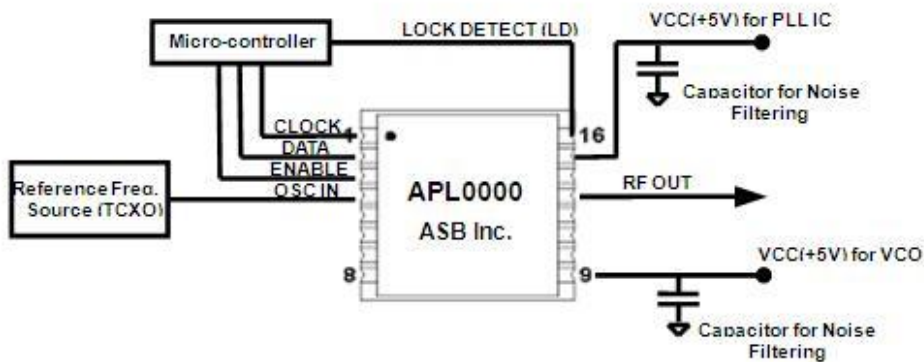 Micro-controller
LOCK DETECT (LD)
VCC(+5V) for PLL IC
Capacitor for Noise
Filtering
CLOCK
1
16
DATA
ENABLE
OSC IN
Reference Freq.
Source (TCXO)
APL0000
ASB Inc.
RF OUT
8
9
VCC(+5V) for VCO
Capacitor for Noise
Filtering